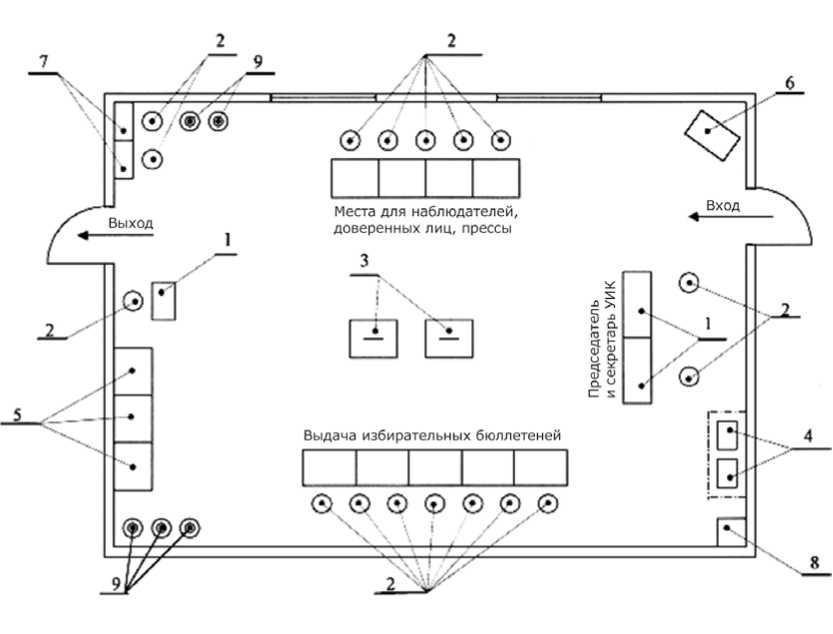 2 9 2
7
6
Места для наблюдателей,
доверенных лиц, прессы
Вход
Выход
1
3
2
Председатель
и секретарь УИК
1
2
5
Выдача избирательных бюллетеней
4
9
2
8